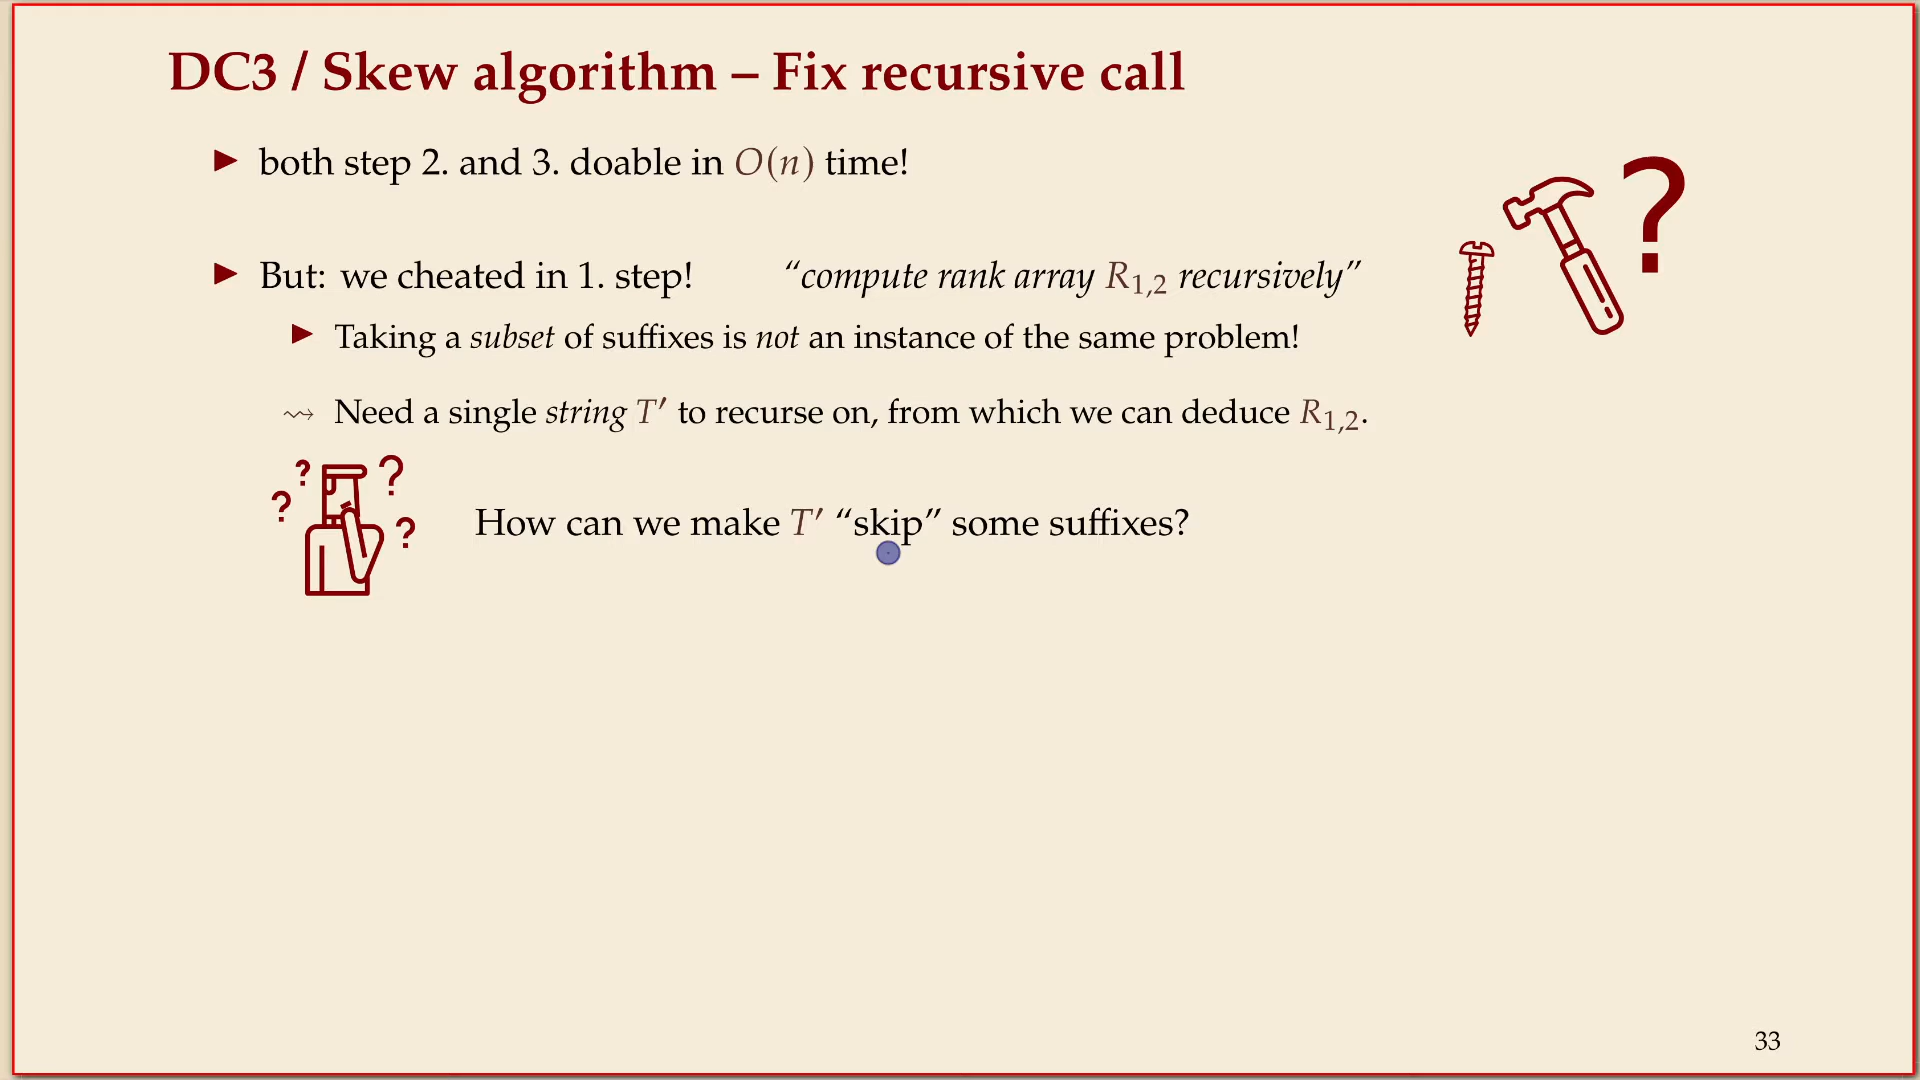 DC3 / Skew algorithm – Fix recursive call
▶ both step 2. and 3. doable in O(n) time!
?
▶ But: we cheated in 1. step! “compute rank array R₁,₂ recursively”
▶ Taking a subset of suffixes is not an instance of the same problem!
⇝ Need a single string T′ to recurse on, from which we can deduce R₁,₂.
? ? ? ?
How can we make T′ “skip” some suffixes?
33